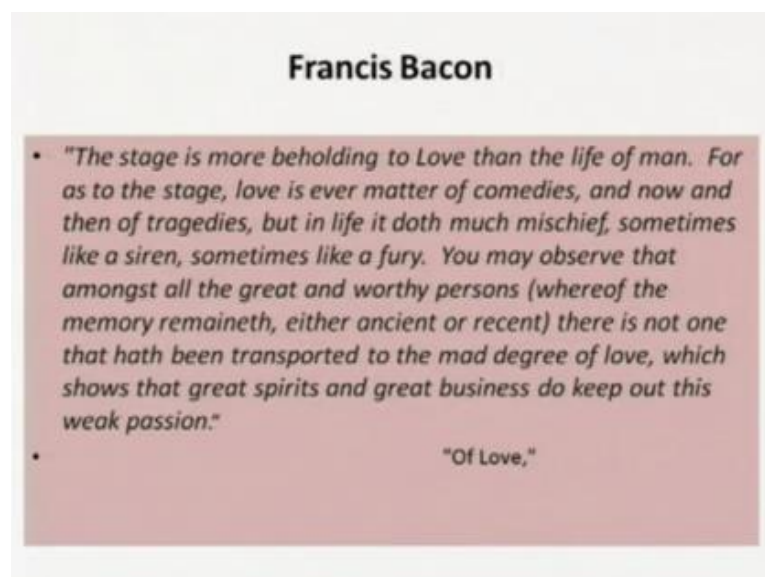 Francis Bacon
• "The stage is more beholding to Love than the life of man. For
as to the stage, love is ever matter of comedies, and now and
then of tragedies, but in life it doth much mischief, sometimes
like a siren, sometimes like a fury. You may observe that
amongst all the great and worthy persons (whereof the
memory remaineth, either ancient or recent) there is not one
that hath been transported to the mad degree of love, which
shows that great spirits and great business do keep out this
weak passion."
• "Of Love,"